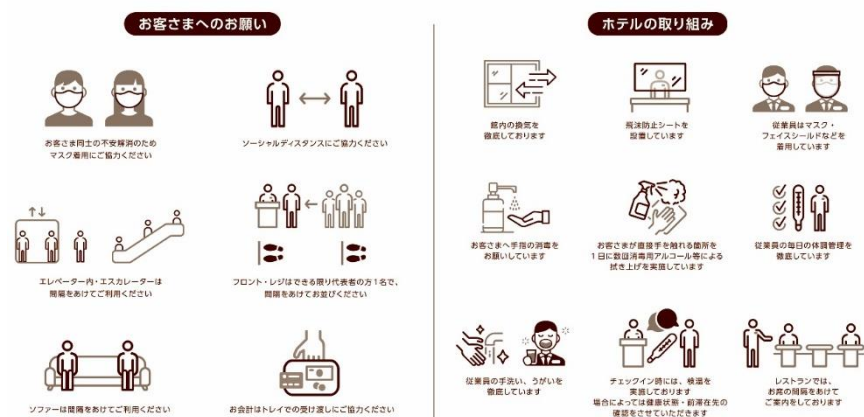 お客さまへのお願い
お客さま同士の不安解消のため
マスク着用にご協力ください
ソーシャルディスタンスにご協力ください
エレベーター内・エスカレーターは
間隔をあけてご利用ください
フロント・レジはできる限り代表者の方1名で、
間隔をあけてお並びください
ソファーは間隔をあけてご利用ください
お会計はトレイでの受け渡しにご協力ください
ホテルの取り組み
館内の換気を
徹底しております
飛沫防止シートを
設置しています
従業員はマスク・
フェイスシールドなどを
着用しています
お客さまへ手指の消毒を
お願いしています
お客さまが直接手を触れる箇所を
1日に数回消毒用アルコール等による
拭き上げを実施しています
従業員の毎日の体調管理を
徹底しています
従業員の手洗い、うがいを
徹底しています
チェックイン時には、検温を
実施しております
場合によっては健康状態・前滞在先の
確認をさせていただきます
レストランでは、
お席の間隔をあけて
ご案内をしております